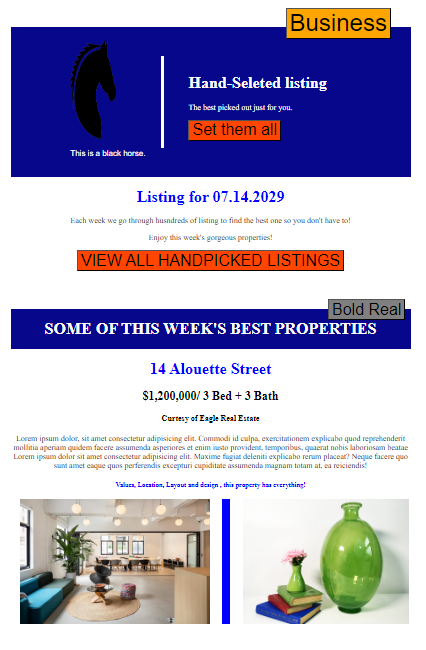 Business
Hand-Seleted listing
The best picked out just for you.
Set them all
This is a black horse.
Listing for 07.14.2029
Each week we go through husndreds of listing to find the best one so you don't have to!
Enjoy this week's gorgeous properties!
VIEW ALL HANDPICKED LISTINGS
Bold Real
SOME OF THIS WEEK'S BEST PROPERTIES
14 Alouette Street
$1,200,000/ 3 Bed + 3 Bath
Curtesy of Eagle Real Estate
Lorem ipsum dolor, sit amet consectetur adipisicing elit. Commodi id culpa, exercitationem explicabo quod reprehenderit
mollitia aperiam quidem facere assumenda asperiores et enim iusto provident, temporibus, quaerat nobis laboriosam beatae
Lorem ipsum dolor sit amet consectetur adipisicing elit. Maxime fugiat deleniti explicabo rerum placeat? Neque facere quo
sunt amet eaque quos perferendis excepturi cupiditate assumenda magnam totam at, ea reiciendis!
Values, Location, Layout and design , this property has everything!